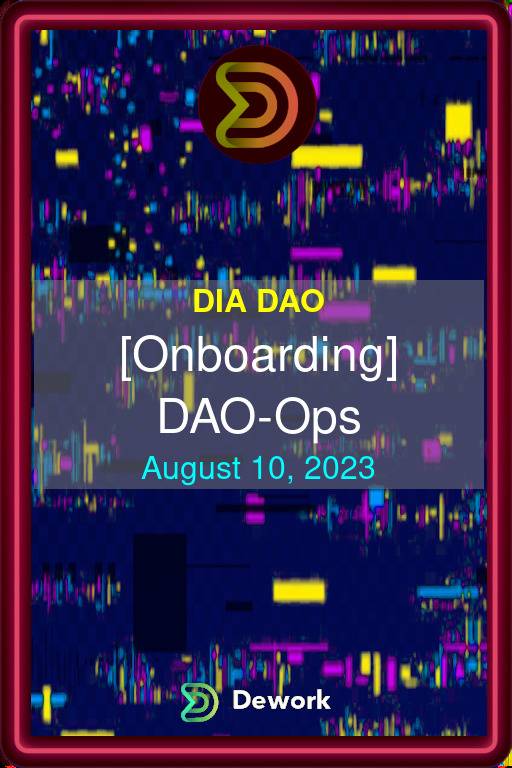 DIA DAO
[Onboarding]
DAO-Ops
August 10, 2023
Dework